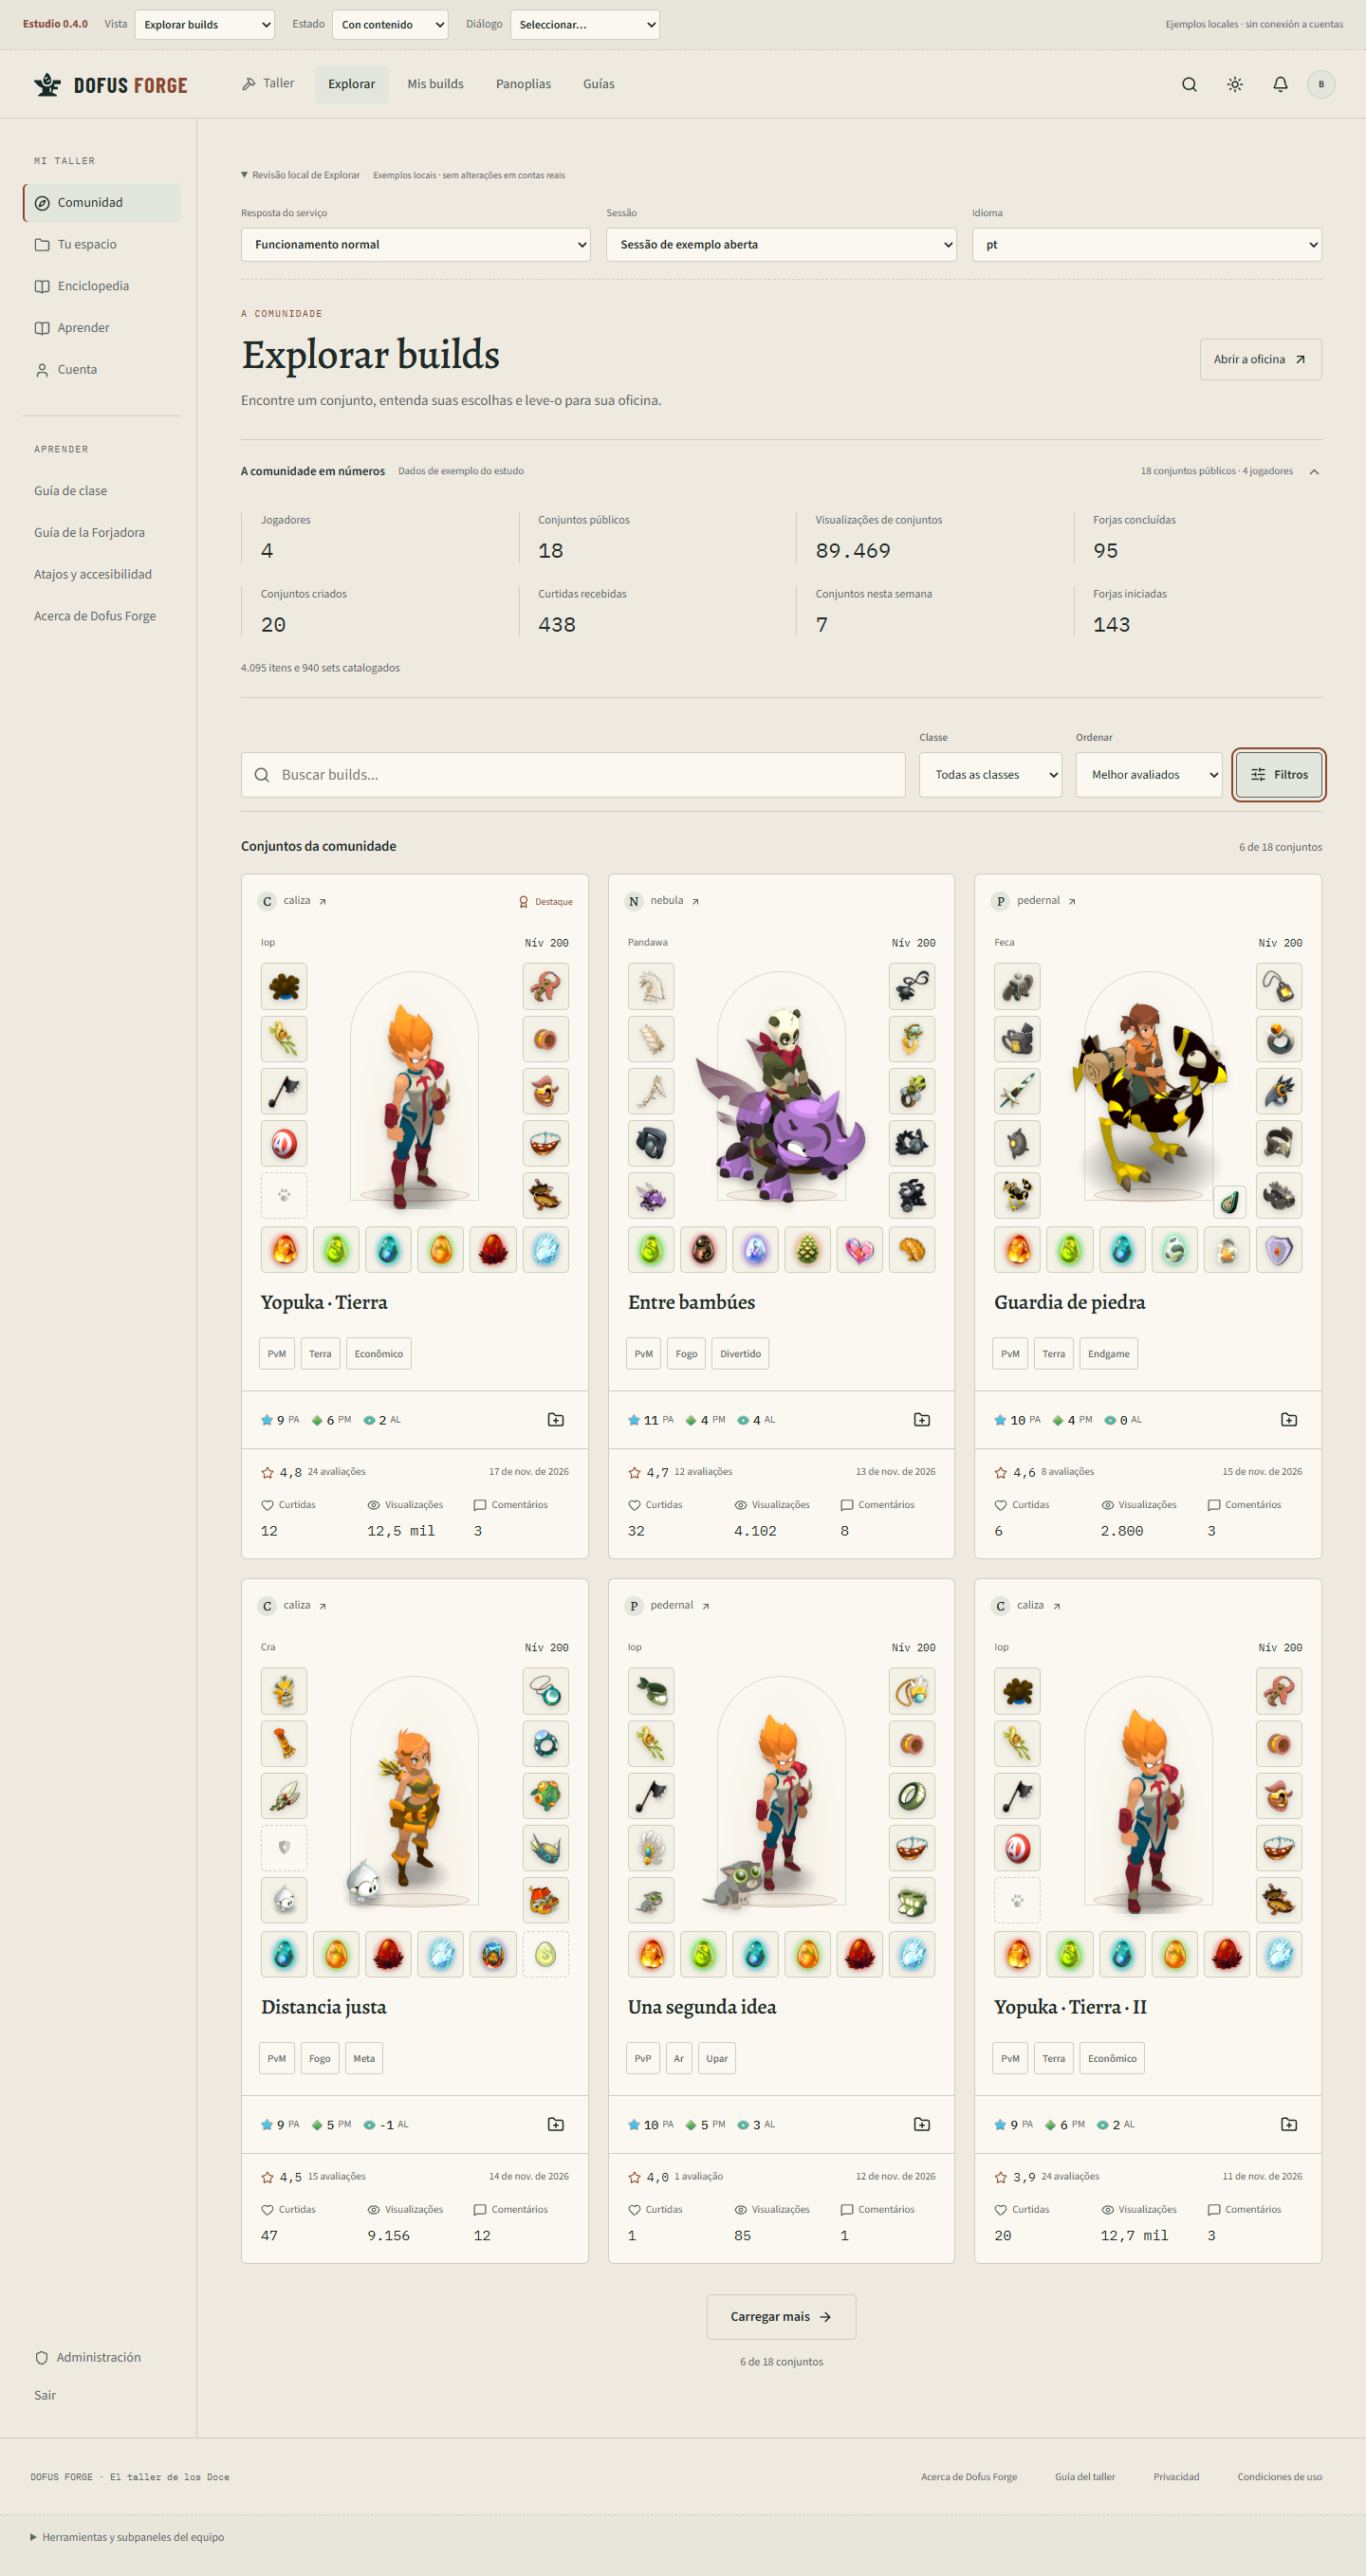 Estudio 0.4.0 Vista Explorar builds Estado Con contenido Diálogo Seleccionar... Ejemplos locales · sin conexión a cuentas
DOFUS FORGE Taller Explorar Mis builds Panoplias Guías B
MI TALLER
Comunidad
Tu espacio
Enciclopedia
Aprender
Cuenta
APRENDER
Guía de clase
Guía de la Forjadora
Atajos y accesibilidad
Acerca de Dofus Forge
Administración
Sair
Revisão local de Explorar Exemplos locais · sem alterações em contas reais
Resposta do serviço Sessão Idioma
Funcionamento normal Sessão de exemplo aberta pt
A COMUNIDADE
Explorar builds
Abrir a oficina
Encontre um conjunto, entenda suas escolhas e leve-o para sua oficina.
A comunidade em números Dados de exemplo do estudo 18 conjuntos públicos · 4 jogadores
Jogadores Conjuntos públicos Visualizações de conjuntos Forjas concluídas
4 18 89.469 95
Conjuntos criados Curtidas recebidas Conjuntos nesta semana Forjas iniciadas
20 438 7 143
4.095 itens e 940 sets catalogados
Classe Ordenar
Buscar builds... Todas as classes Melhor avaliados Filtros
Conjuntos da comunidade 6 de 18 conjuntos
C caliza Destaque
Iop Nív 200
Yopuka · Tierra
PvM Terra Econômico
9 PA 6 PM 2 AL
4,8 24 avaliações 17 de nov. de 2026
Curtidas Visualizações Comentários
12 12,5 mil 3
N nebula
Pandawa Nív 200
Entre bambúes
PvM Fogo Divertido
11 PA 4 PM 4 AL
4,7 12 avaliações 13 de nov. de 2026
Curtidas Visualizações Comentários
32 4.102 8
P pedernal
Feca Nív 200
Guardia de piedra
PvM Terra Endgame
10 PA 4 PM 0 AL
4,6 8 avaliações 15 de nov. de 2026
Curtidas Visualizações Comentários
6 2.800 3
C caliza
Cra Nív 200
Distancia justa
PvM Fogo Meta
9 PA 5 PM -1 AL
4,5 15 avaliações 14 de nov. de 2026
Curtidas Visualizações Comentários
47 9.156 12
P pedernal
Iop Nív 200
Una segunda idea
PvP Ar Upar
10 PA 5 PM 3 AL
4,0 1 avaliação 12 de nov. de 2026
Curtidas Visualizações Comentários
1 85 1
C caliza
Iop Nív 200
Yopuka · Tierra · II
PvM Terra Econômico
9 PA 6 PM 2 AL
3,9 24 avaliações 11 de nov. de 2026
Curtidas Visualizações Comentários
20 12,7 mil 3
Carregar mais
6 de 18 conjuntos
DOFUS FORGE · El taller de los Doce Acerca de Dofus Forge Guía del taller Privacidad Condiciones de uso
Herramientas y subpaneles del equipo